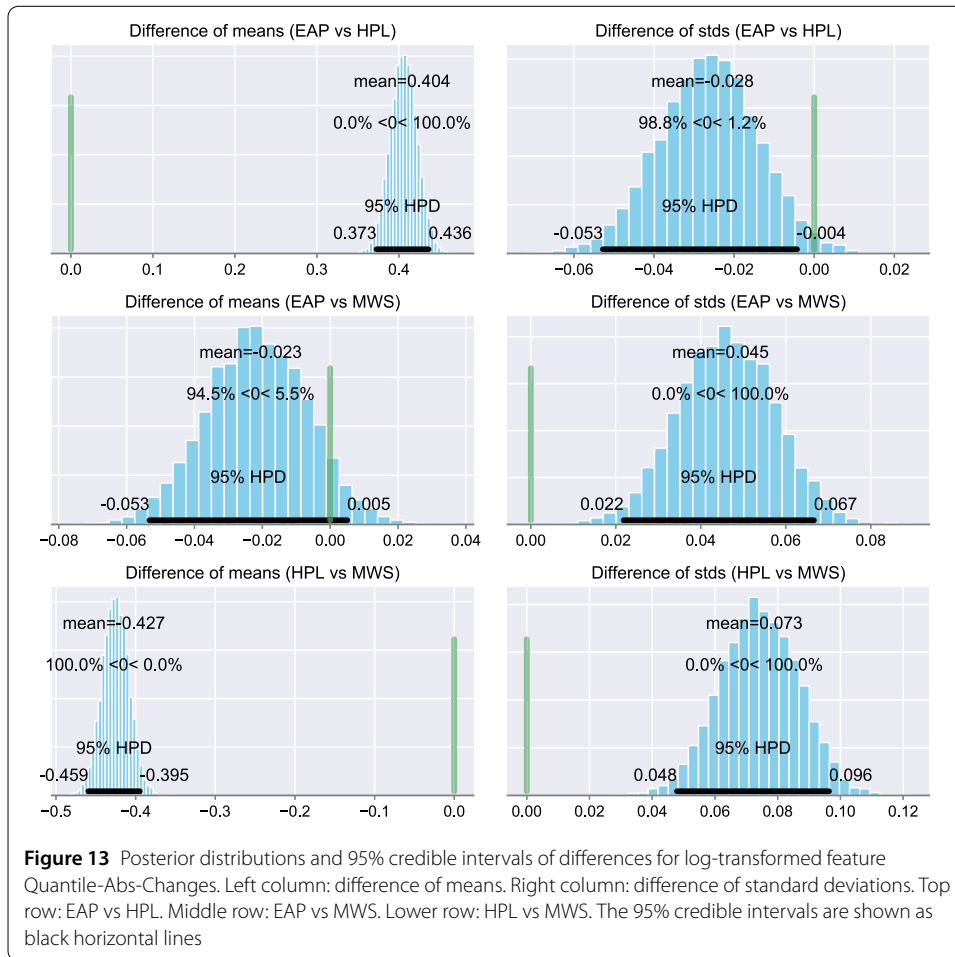 Difference of means (EAP vs HPL)
mean=0.404
0.0% <0< 100.0%
95% HPD
0.373 0.436
0.0 0.1 0.2 0.3 0.4
Difference of stds (EAP vs HPL)
mean=-0.028
98.8% <0< 1.2%
95% HPD
-0.053 -0.004
−0.06 −0.04 −0.02 0.00 0.02
Difference of means (EAP vs MWS)
mean=-0.023
94.5% <0< 5.5%
95% HPD
-0.053 0.005
−0.08 −0.06 −0.04 −0.02 0.00 0.02 0.04
Difference of stds (EAP vs MWS)
mean=0.045
0.0% <0< 100.0%
95% HPD
0.022 0.067
0.00 0.02 0.04 0.06 0.08
Difference of means (HPL vs MWS)
mean=-0.427
100.0% <0< 0.0%
95% HPD
-0.459 -0.395
−0.5 −0.4 −0.3 −0.2 −0.1 0.0
Difference of stds (HPL vs MWS)
mean=0.073
0.0% <0< 100.0%
95% HPD
0.048 0.096
0.00 0.02 0.04 0.06 0.08 0.10 0.12
Figure 13 Posterior distributions and 95% credible intervals of differences for log-transformed feature
Quantile-Abs-Changes. Left column: difference of means. Right column: difference of standard deviations. Top
row: EAP vs HPL. Middle row: EAP vs MWS. Lower row: HPL vs MWS. The 95% credible intervals are shown as
black horizontal lines